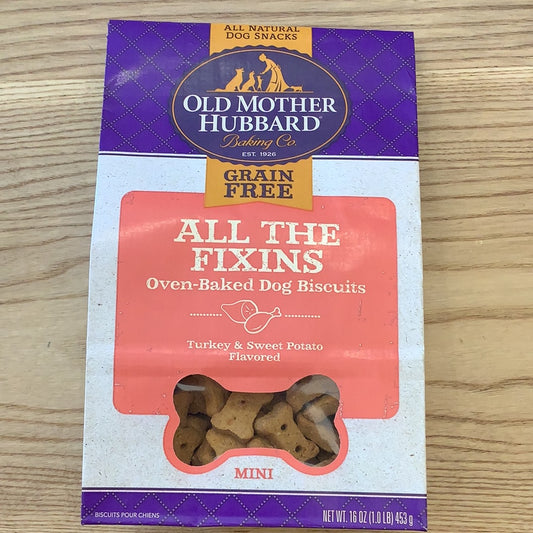 ALL NATURAL
DOG SNACKS
OLD MOTHER
HUBBARD
Baking Co.
EST. 1926
GRAIN
FREE
ALL THE
FIXINS
Oven-Baked Dog Biscuits
Turkey & Sweet Potato
Flavored
MINI
BISCUITS POUR CHIENS
NET WT. 16 OZ (1.0 LB) 453 g